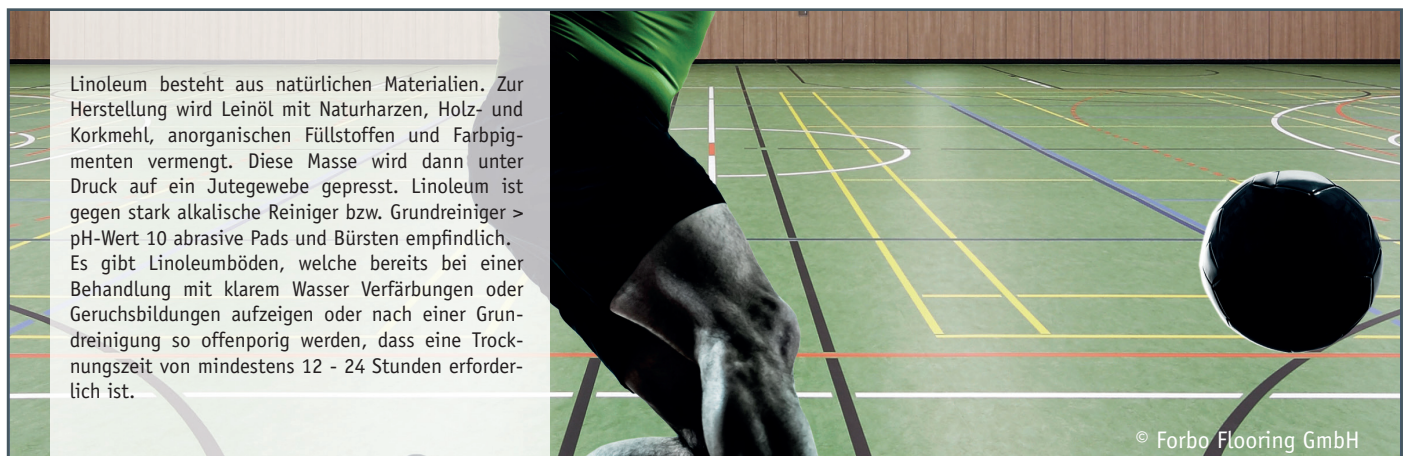 Linoleum besteht aus natürlichen Materialien. Zur
Herstellung wird Leinöl mit Naturharzen, Holz- und
Korkmehl, anorganischen Füllstoffen und Farbpig-
menten vermengt. Diese Masse wird dann unter
Druck auf ein Jutegewebe gepresst. Linoleum ist
gegen stark alkalische Reiniger bzw. Grundreiniger >
pH-Wert 10 abrasive Pads und Bürsten empfindlich.
Es gibt Linoleumböden, welche bereits bei einer
Behandlung mit klarem Wasser Verfärbungen oder
Geruchsbildungen aufzeigen oder nach einer Grun-
dreinigung so offenporig werden, dass eine Trock-
nungszeit von mindestens 12 - 24 Stunden erforder-
lich ist.
© Forbo Flooring GmbH